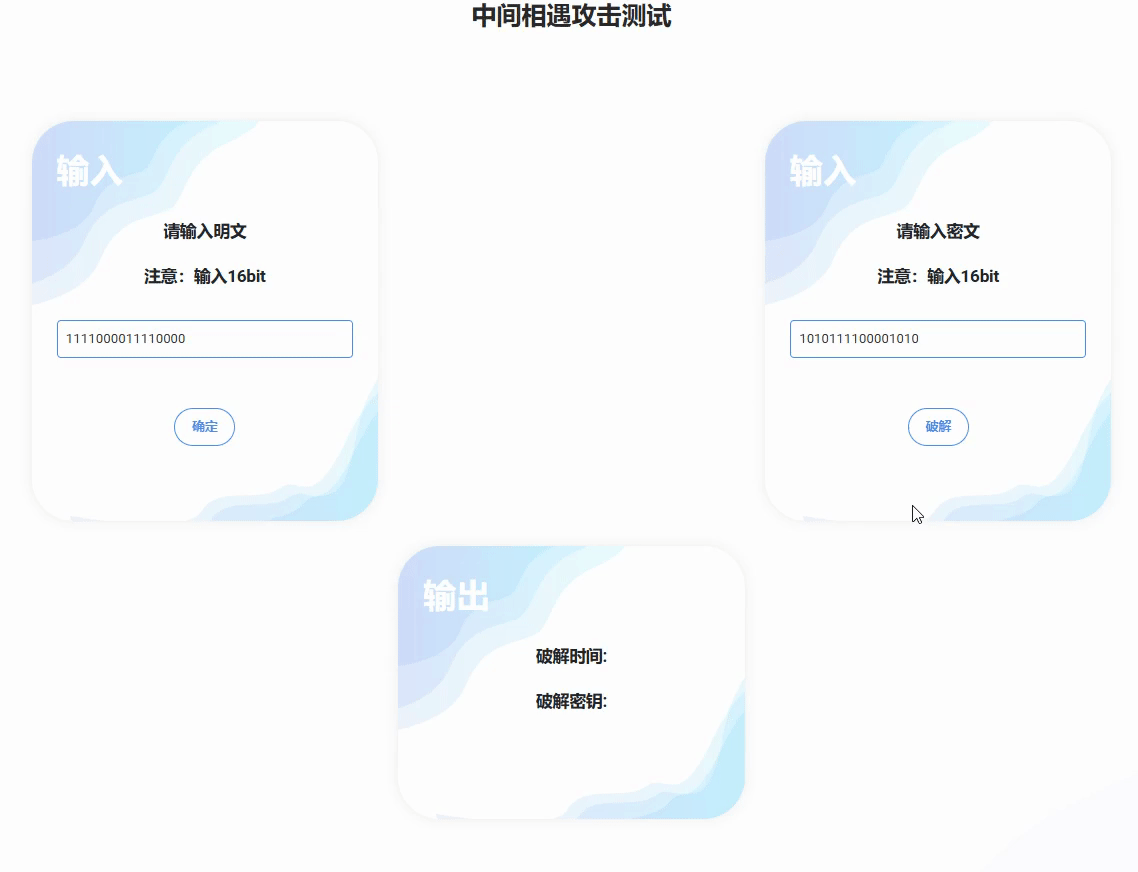 中间相遇攻击测试
输入
请输入明文
注意：输入16bit
1111000011110000
确定
输入
请输入密文
注意：输入16bit
1010111100001010
破解
输出
破解时间:
破解密钥: